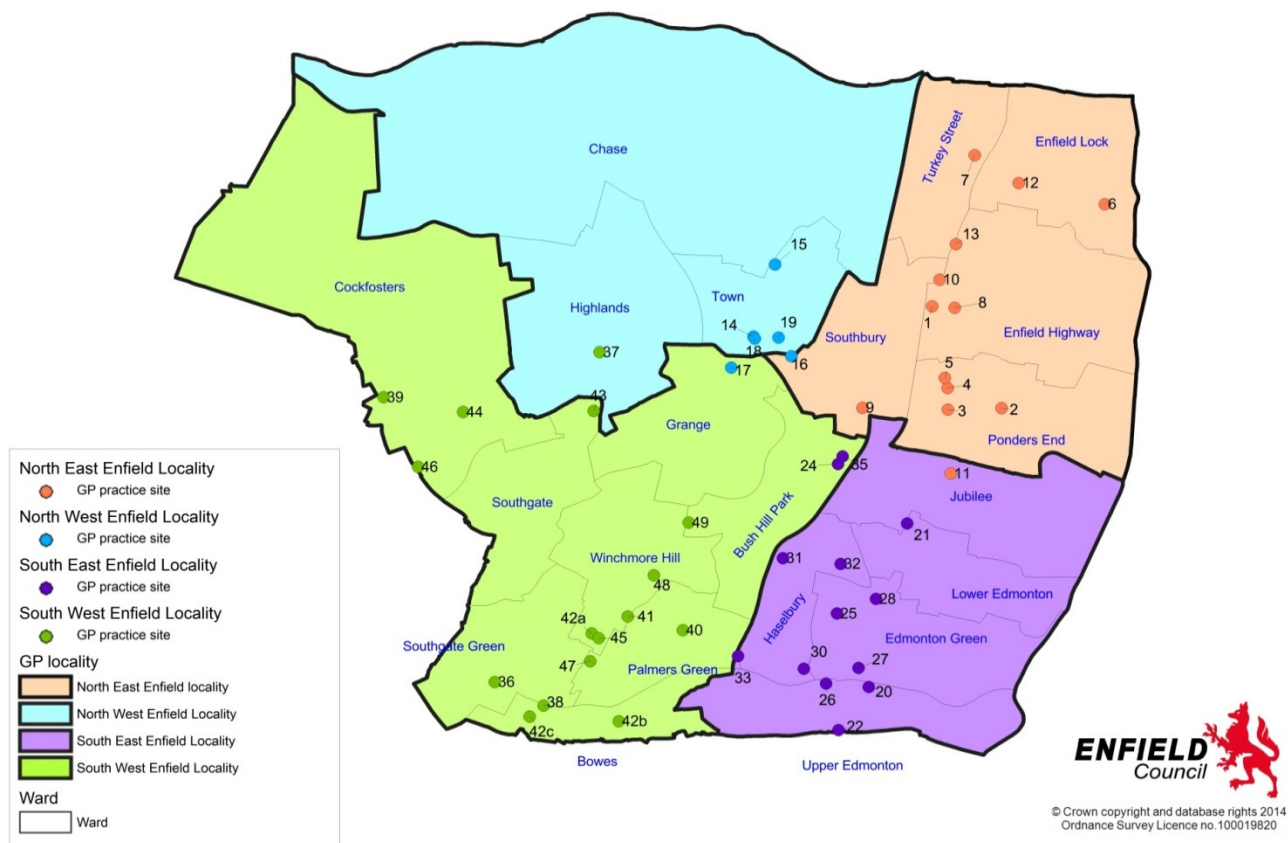 Chase
Turkey Street
Enfield Lock
7
12
6
13
15
Cockfosters
10
Highlands
Town
8
1
14
19
Southbury
Enfield Highway
18
37
16
17
5
4
39
43
44
9
3
2
Grange
Ponders End
46
24
35
11
Southgate
Jubilee
49
21
Bush Hill Park
Winchmore Hill
31
32
48
28
Lower Edmonton
Haselbury
42a
41
25
45
40
Edmonton Green
Southgate Green
47
Palmers Green
33
30
27
36
26
20
38
42c
42b
22
Bowes
Upper Edmonton
North East Enfield Locality
GP practice site
North West Enfield Locality
GP practice site
South East Enfield Locality
GP practice site
South West Enfield Locality
GP practice site
GP locality
North East Enfield locality
North West Enfield Locality
South East Enfield Locality
South West Enfield Locality
Ward
Ward
ENFIELD
Council
© Crown copyright and database rights 2014
Ordnance Survey Licence no.100019820